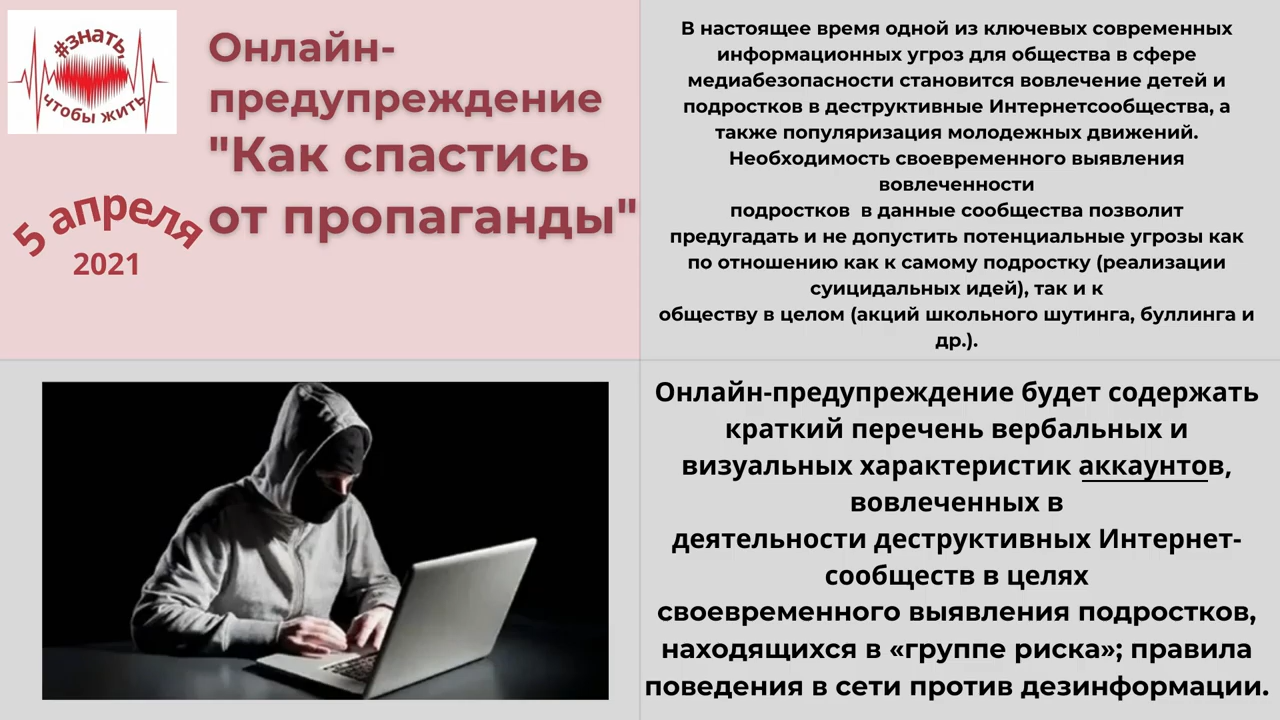 #знать,
чтобы жить
5 апреля
2021
Онлайн-
предупреждение
"Как спастись
от пропаганды"
В настоящее время одной из ключевых современных
информационных угроз для общества в сфере
медиабезопасности становится вовлечение детей и
подростков в деструктивные Интернетсообщества, а
также популяризация молодежных движений.
Необходимость своевременного выявления
вовлеченности
подростков в данные сообщества позволит
предугадать и не допустить потенциальные угрозы как
по отношению как к самому подростку (реализации
суицидальных идей), так и к
обществу в целом (акций школьного шутинга, буллинга и
др.).
Онлайн-предупреждение будет содержать
краткий перечень вербальных и
визуальных характеристик аккаунтов,
вовлеченных в
деятельности деструктивных Интернет-
сообществ в целях
своевременного выявления подростков,
находящихся в «группе риска»; правила
поведения в сети против дезинформации.